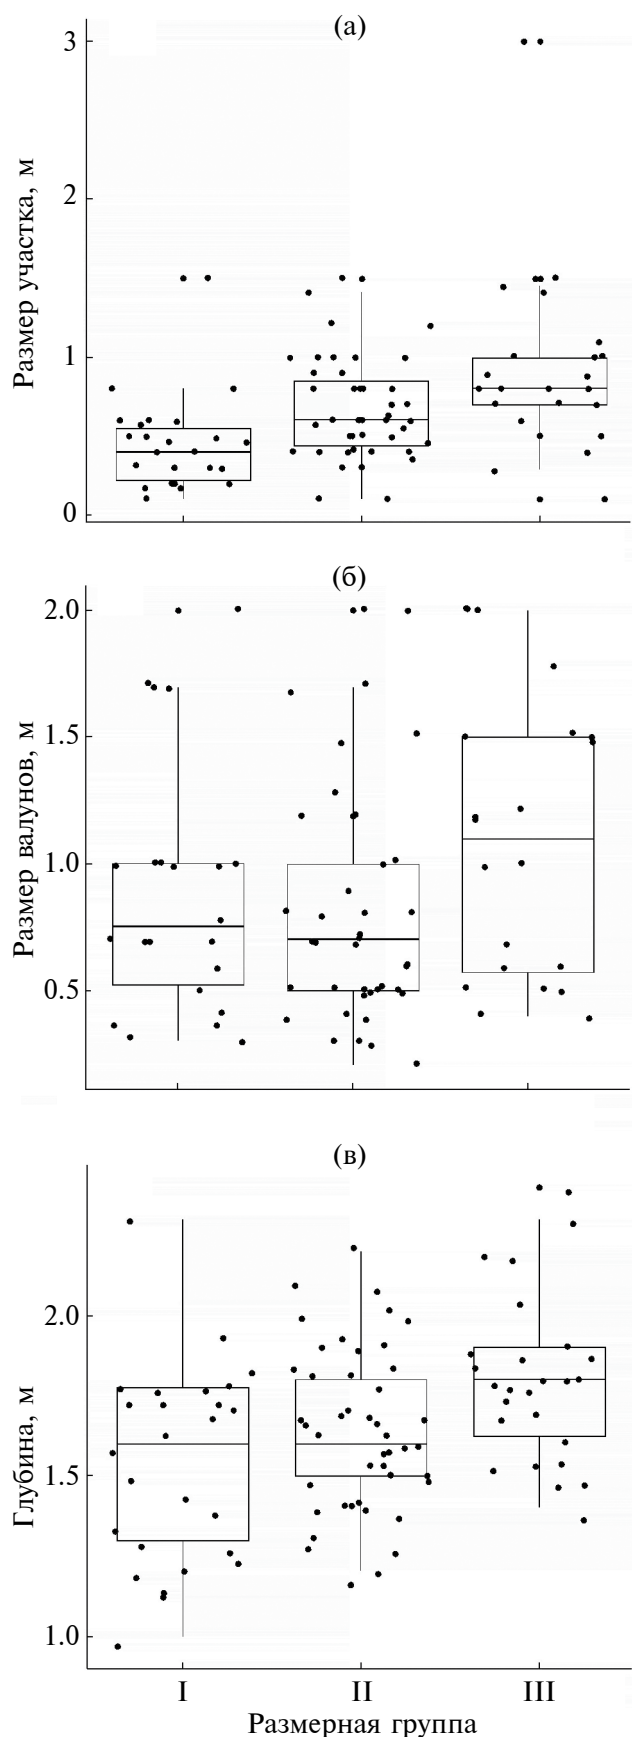 (а)
3
2
1
0
Размер участка, м
(б)
2.0
1.5
1.0
0.5
Размер валунов, м
(в)
2.0
1.5
1.0
Глубина, м
I II III
Размерная группа